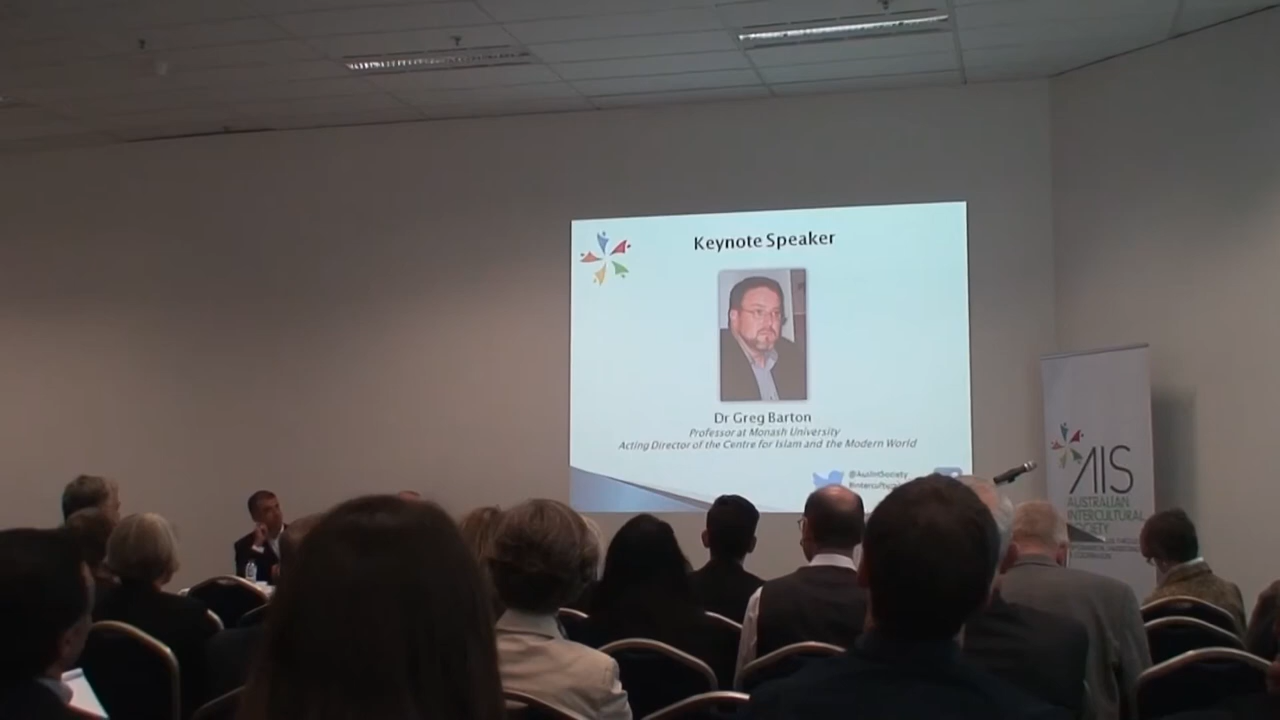 Keynote Speaker
Dr Greg Barton
Professor at Monash University
Acting Director of the Centre for Islam and the Modern World
@AusIntSociety
AIS
AUSTRALIAN
INTERCULTURAL
SOCIETY